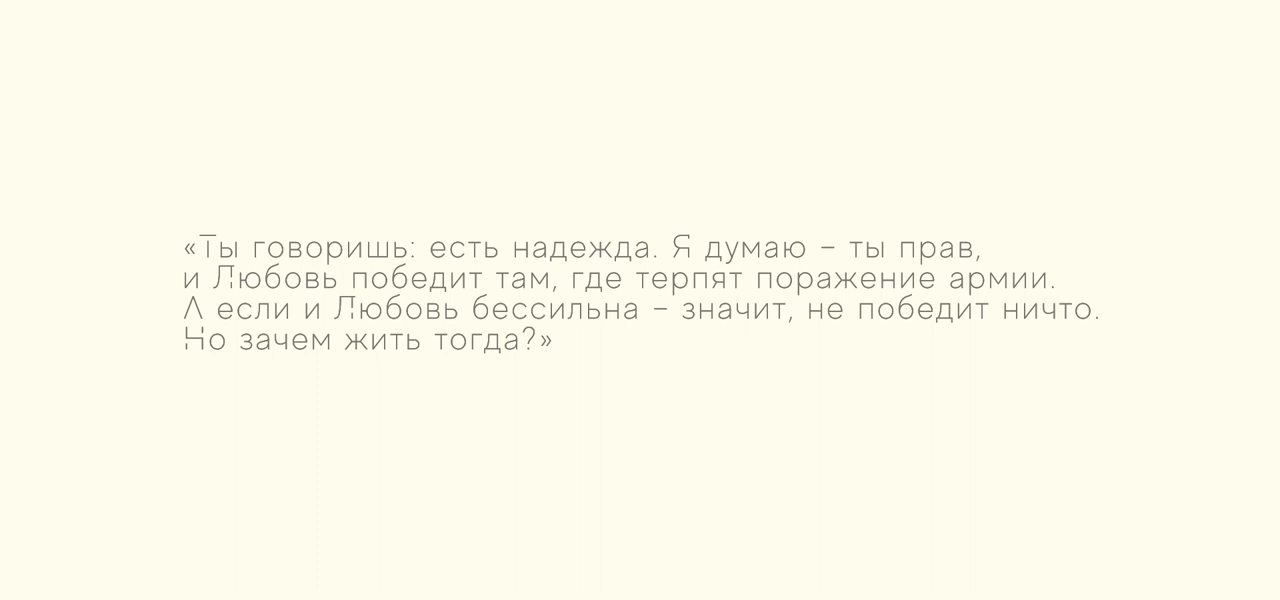 «Ты говоришь: есть надежда. Я думаю – ты прав,
и Любовь победит там, где терпят поражение армии.
А если и Любовь бессильна – значит, не победит ничто.
Но зачем жить тогда?»